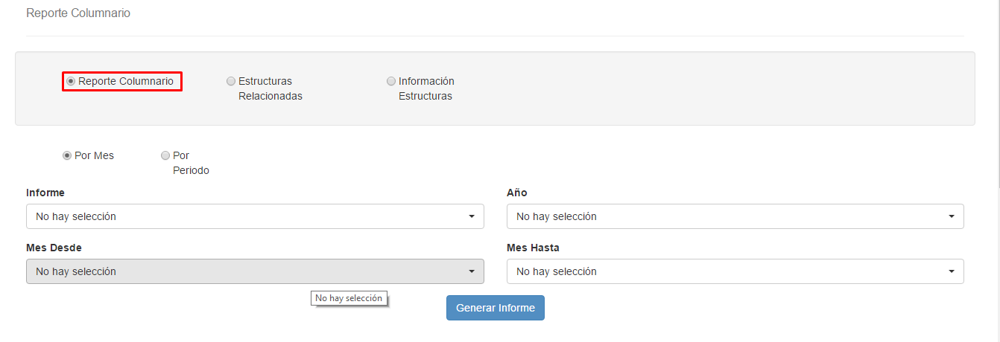 Reporte Columnario
Reporte Columnario
Estructuras
Relacionadas
Información
Estructuras
Por Mes
Por
Periodo
Informe
Año
No hay selección
No hay selección
Mes Desde
Mes Hasta
No hay selección
No hay selección
No hay selección
Generar Informe